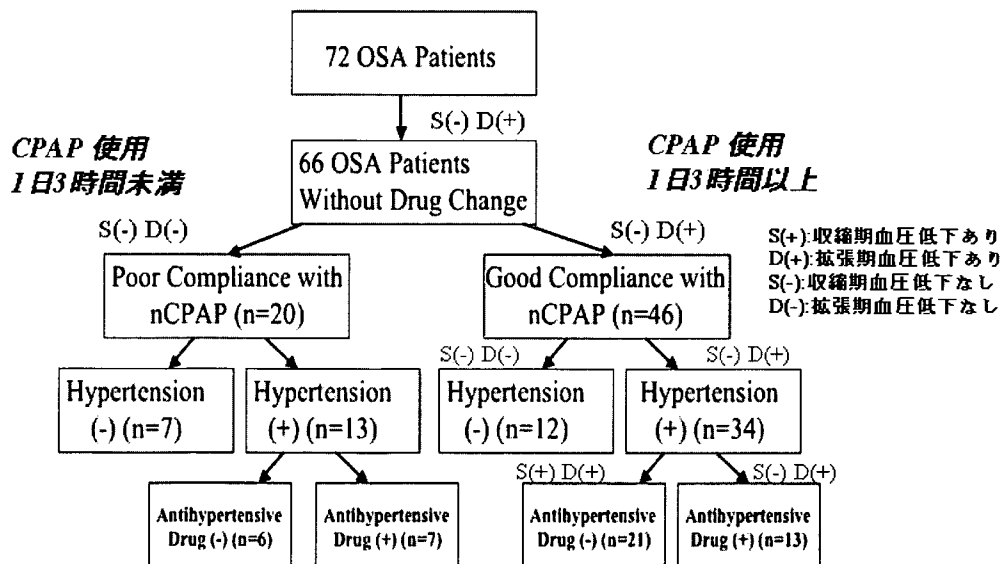 72 OSA Patients
S(-) D(+)
CPAP 使用
1日3時間未満
66 OSA Patients
Without Drug Change
CPAP 使用
1日3時間以上
S(-) D(-)
S(-) D(+)
S(+):収縮期血圧低下あり
D(+):拡張期血圧低下あり
S(-):収縮期血圧低下なし
D(-):拡張期血圧低下なし
Poor Compliance with
nCPAP (n=20)
Good Compliance with
nCPAP (n=46)
S(-) D(-)
S(-) D(+)
Hypertension
(-) (n=7)
Hypertension
(+) (n=13)
Hypertension
(-) (n=12)
Hypertension
(+) (n=34)
S(+) D(+)
S(-) D(+)
Antihypertensive
Drug (-) (n=6)
Antihypertensive
Drug (+) (n=7)
Antihypertensive
Drug (-) (n=21)
Antihypertensive
Drug (+) (n=13)